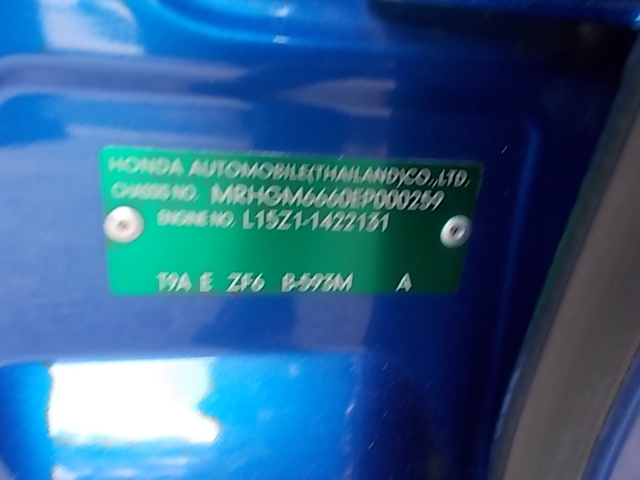 HONDA AUTOMOBILE(THAILAND)CO.,LTD.
CHASSIS NO. MRHGM6660EP000259
ENGINE NO. L15Z1-1422131
T9A E ZF6 B-593M A